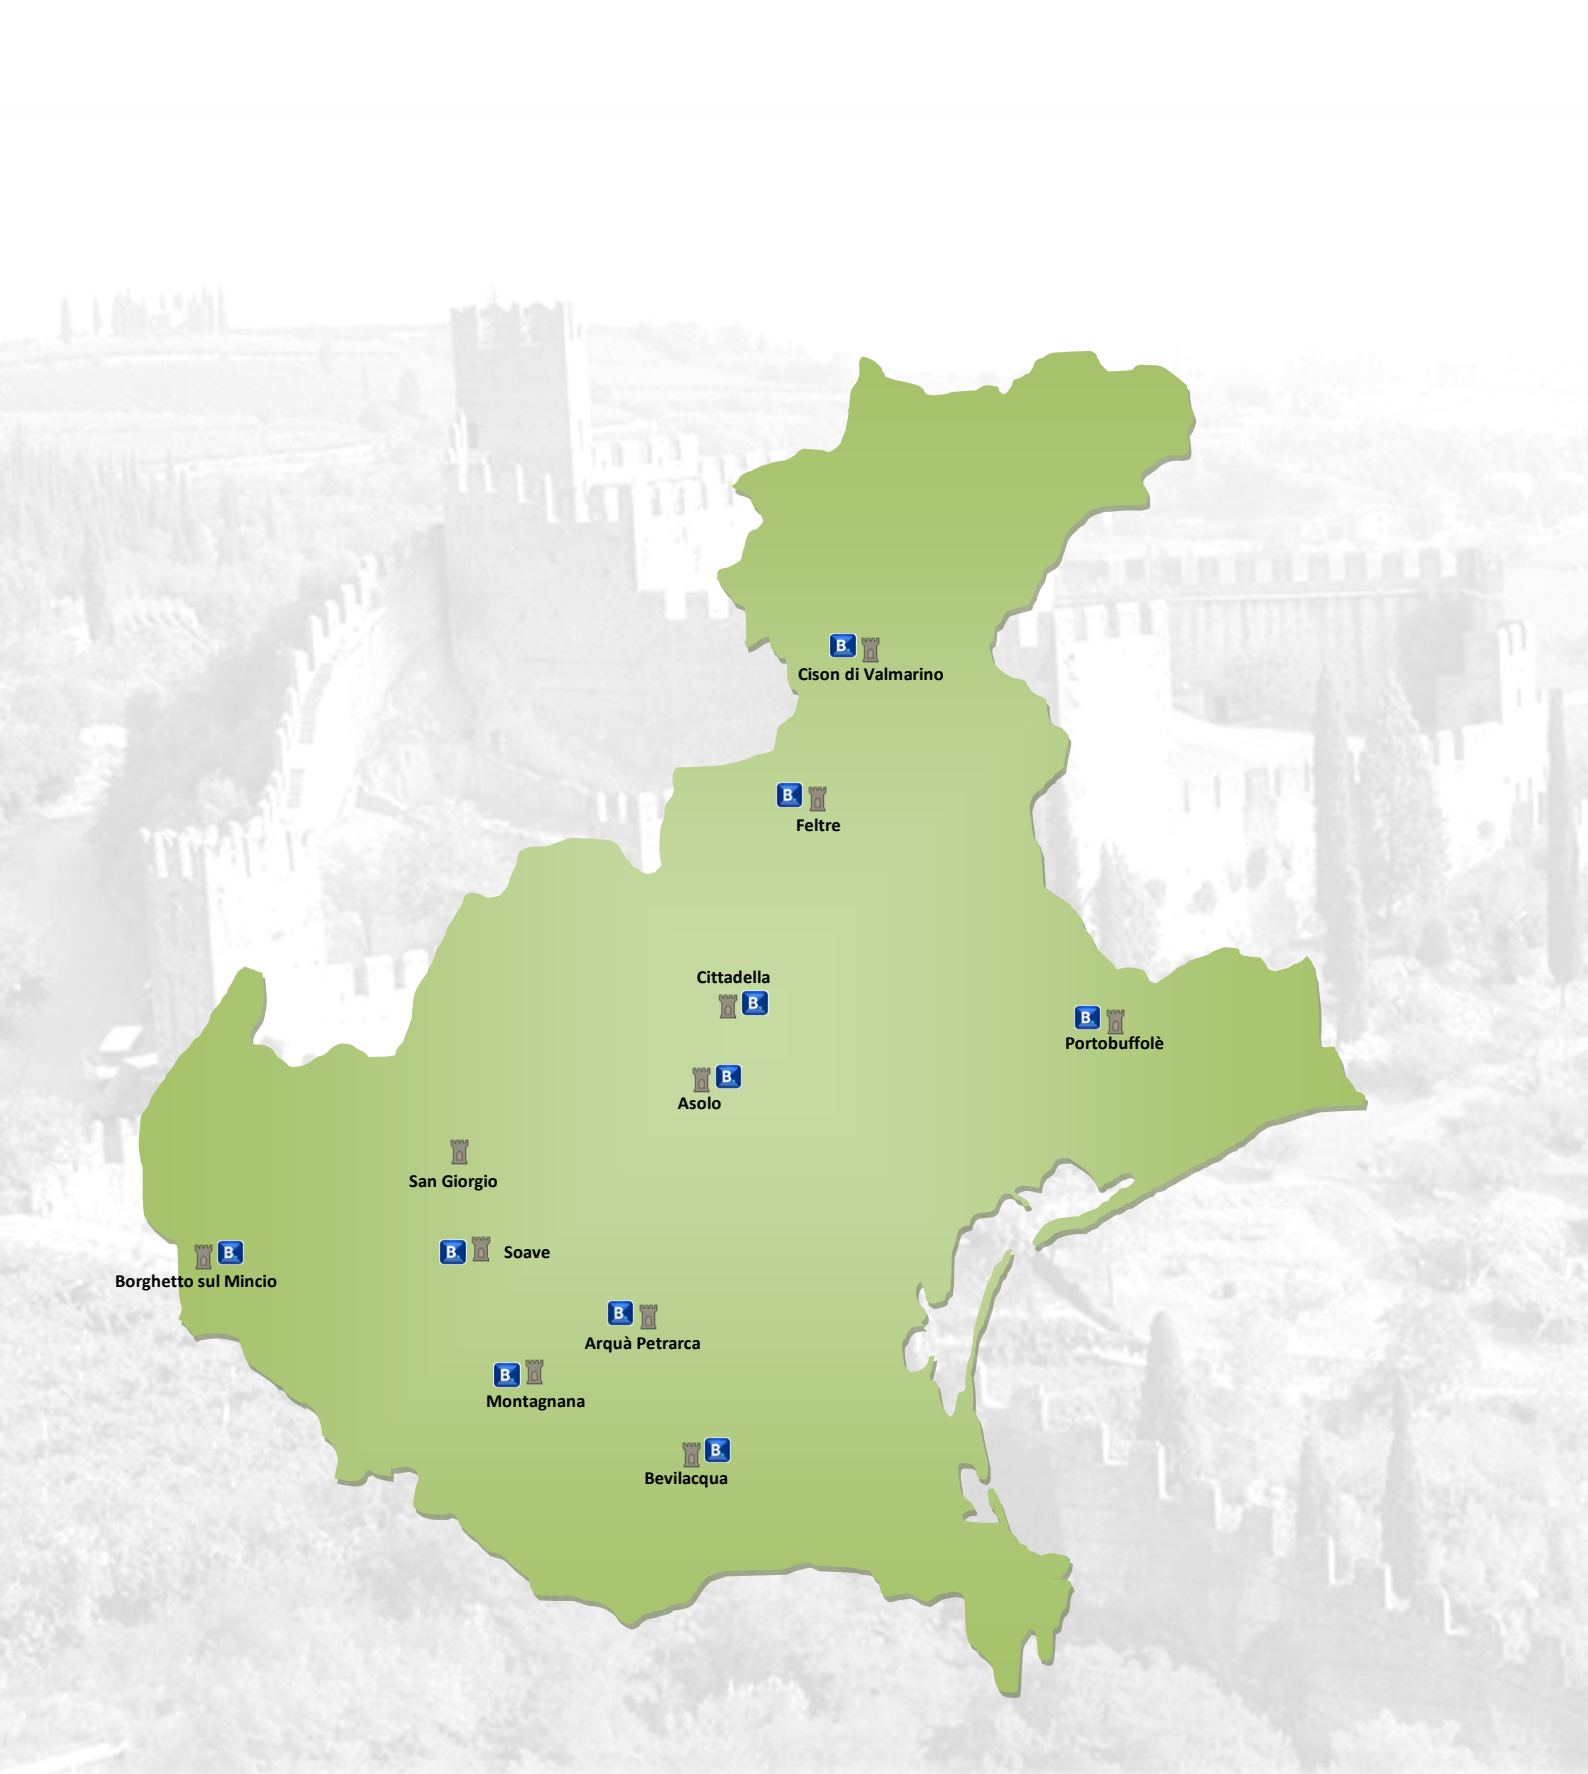 B.
Cison di Valmarino
B.
Feltre
Cittadella
B.
B.
Portobuffolè
B.
Asolo
San Giorgio
B.
Soave
B.
Borghetto sul Mincio
B.
Arquà Petrarca
B.
Montagnana
B.
Bevilacqua